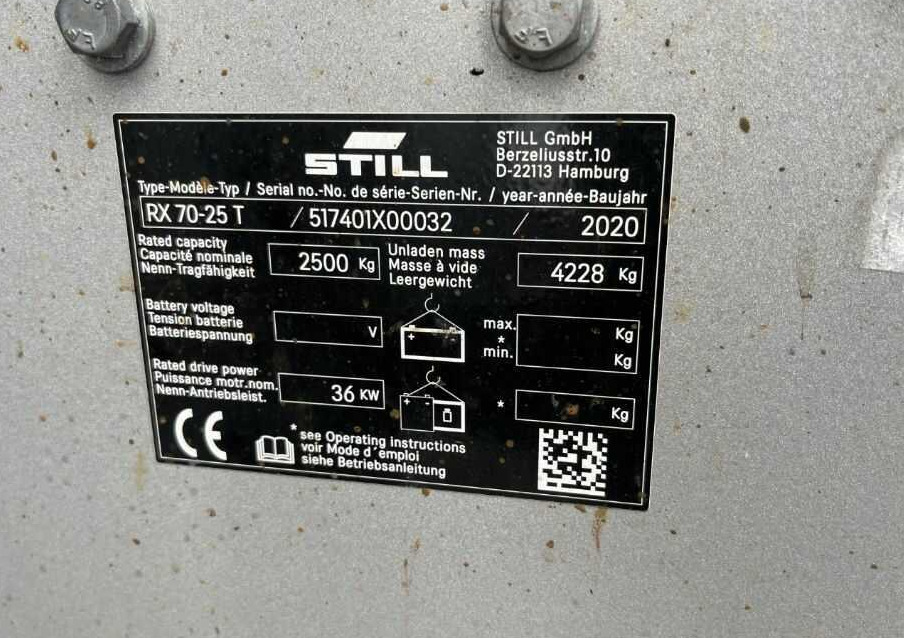 STILL
STILL GmbH
Berzeliusstr.10
D-22113 Hamburg
Type-Modèle-Typ / Serial no.-No. de série-Serien-Nr. / year-année-Baujahr
RX 70-25 T / 517401X00032 / 2020
Rated capacity
Capacité nominale
Nenn-Tragfähigkeit
2500 Kg
Unladen mass
Masse à vide
Leergewicht
4228 Kg
Battery voltage
Tension batterie
Batteriespannung
V
+ -
max.
*
min.
Kg
Kg
Rated drive power
Puissance motr.nom.
Nenn-Antriebsleist.
36 KW
+ -
*
Kg
CE
* see Operating instructions
voir Mode d´emploi
siehe Betriebsanleitung